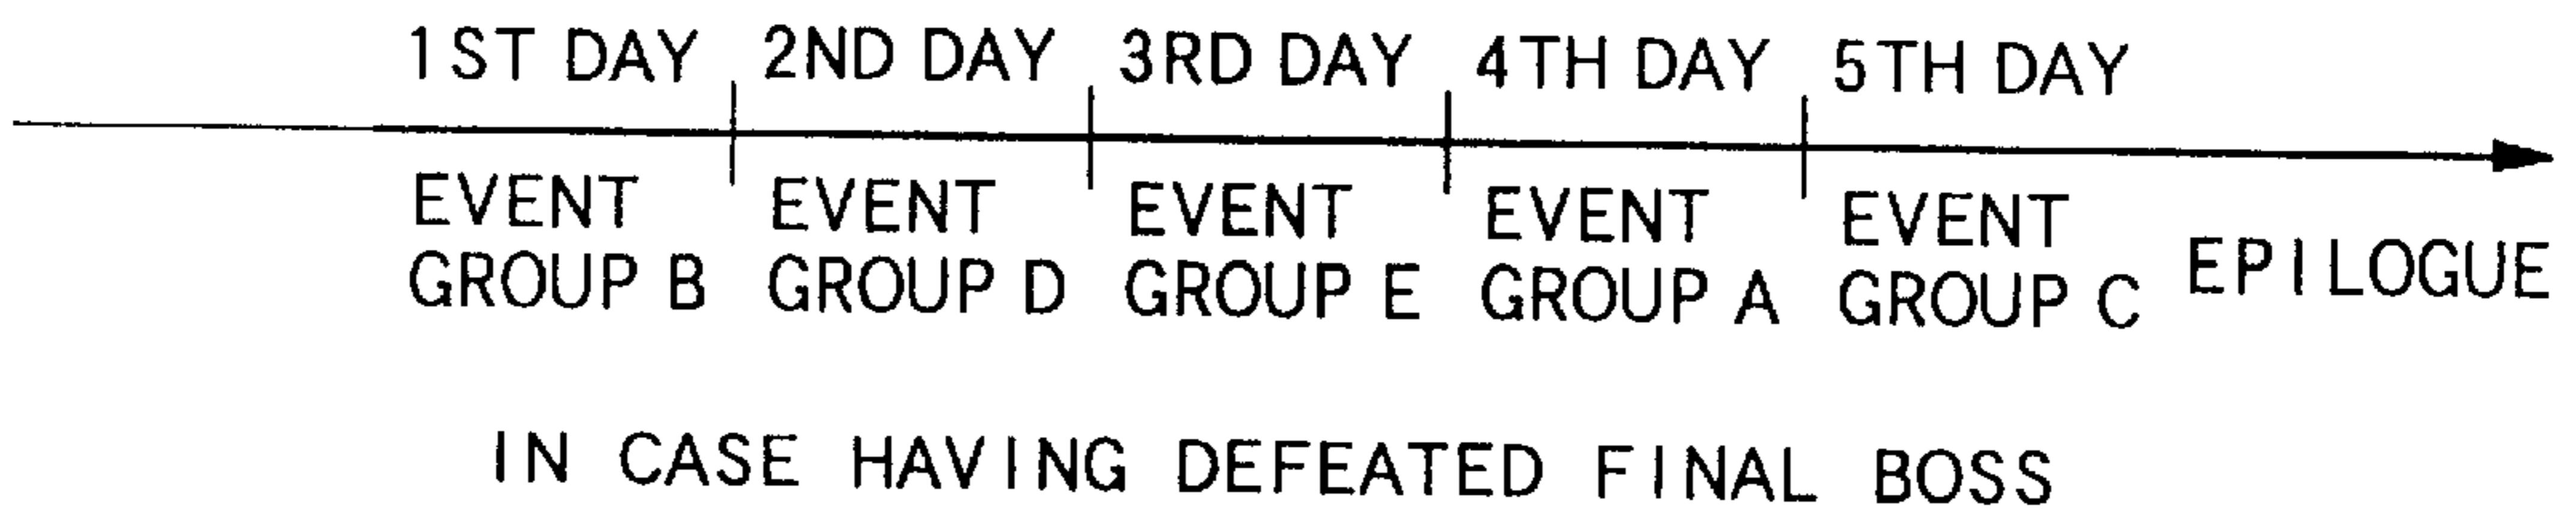 1ST DAY 2ND DAY 3RD DAY 4TH DAY 5TH DAY
EVENT EVENT EVENT EVENT EVENT
GROUP B GROUP D GROUP E GROUP A GROUP C EPILOGUE
IN CASE HAVING DEFEATED FINAL BOSS